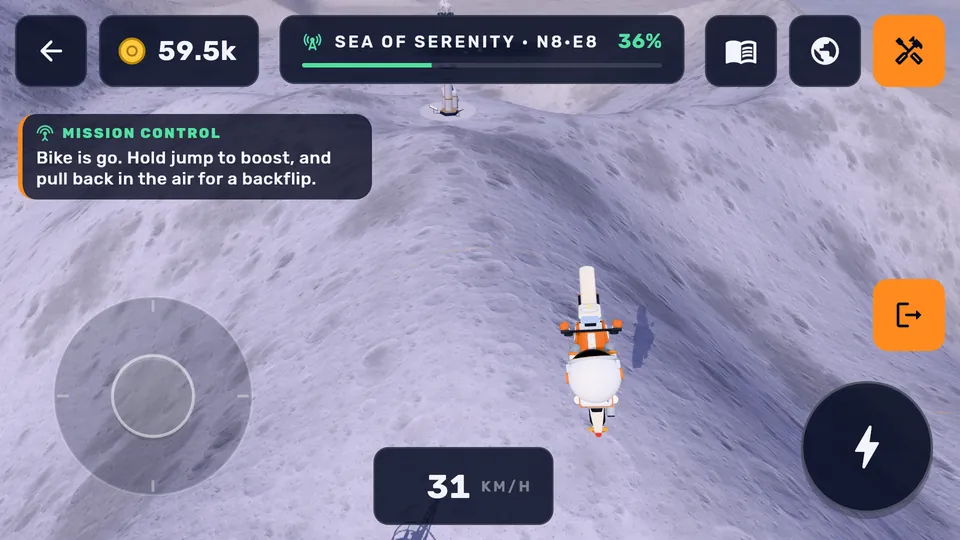 59.5k
SEA OF SERENITY • N8•E8 36%
MISSION CONTROL
Bike is go. Hold jump to boost, and
pull back in the air for a backflip.
31 KM/H